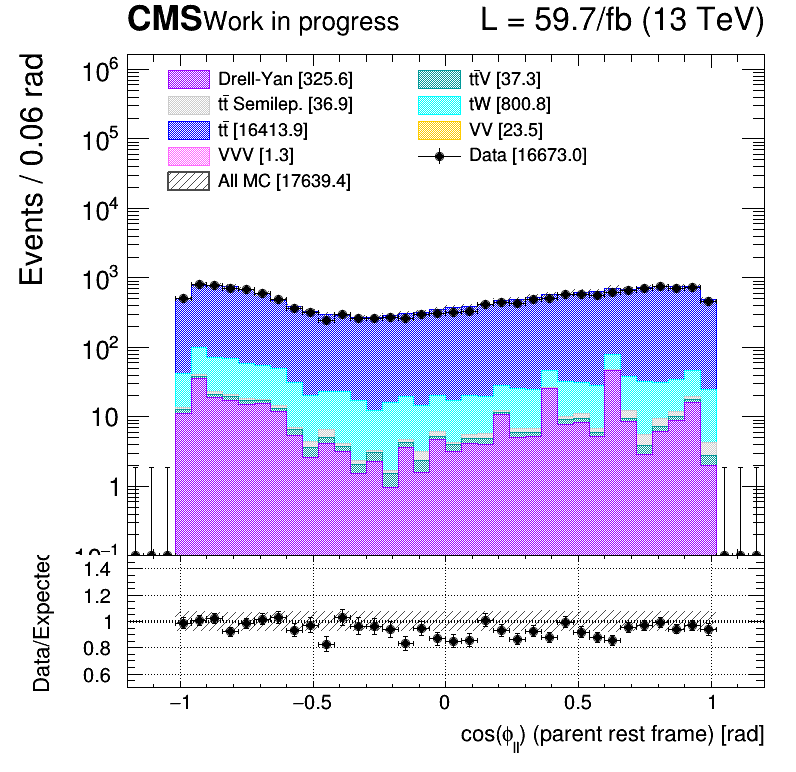 CMS Work in progress L = 59.7/fb (13 TeV)
Events / 0.06 rad
10⁶
10⁵
10⁴
10³
10²
10
1
10⁻¹
Drell-Yan [325.6]
tt̄ Semilep. [36.9]
tt̄ [16413.9]
VVV [1.3]
All MC [17639.4]
tt̄V [37.3]
tW [800.8]
VV [23.5]
Data [16673.0]
Data/Expected
1.4
1.2
1
0.8
0.6
−1 −0.5 0 0.5 1
cos(ϕ_ll) (parent rest frame) [rad]